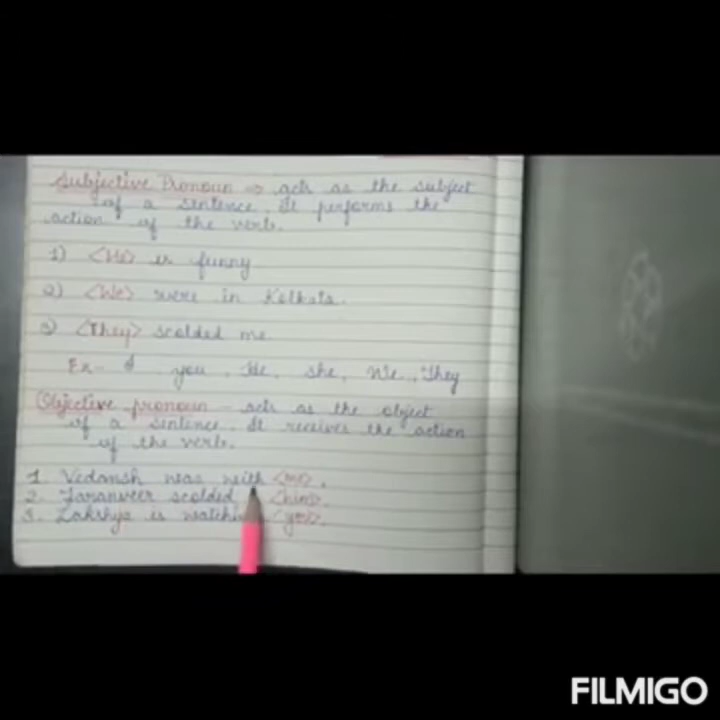 Subjective Pronoun => acts as the subject
of a sentence. It performs the
action of the verb.
1) <He> is funny
2) <We> were in Kolkata.
3) <They> scolded me.
Ex - I you, He, she, We, They
Objective pronoun - acts as the object
of a sentence. It receives the action
of the verb.
1. Vedansh was with <me>.
2. scolded <him>.
3. Lakshya is watching <you>.
FILMIGO